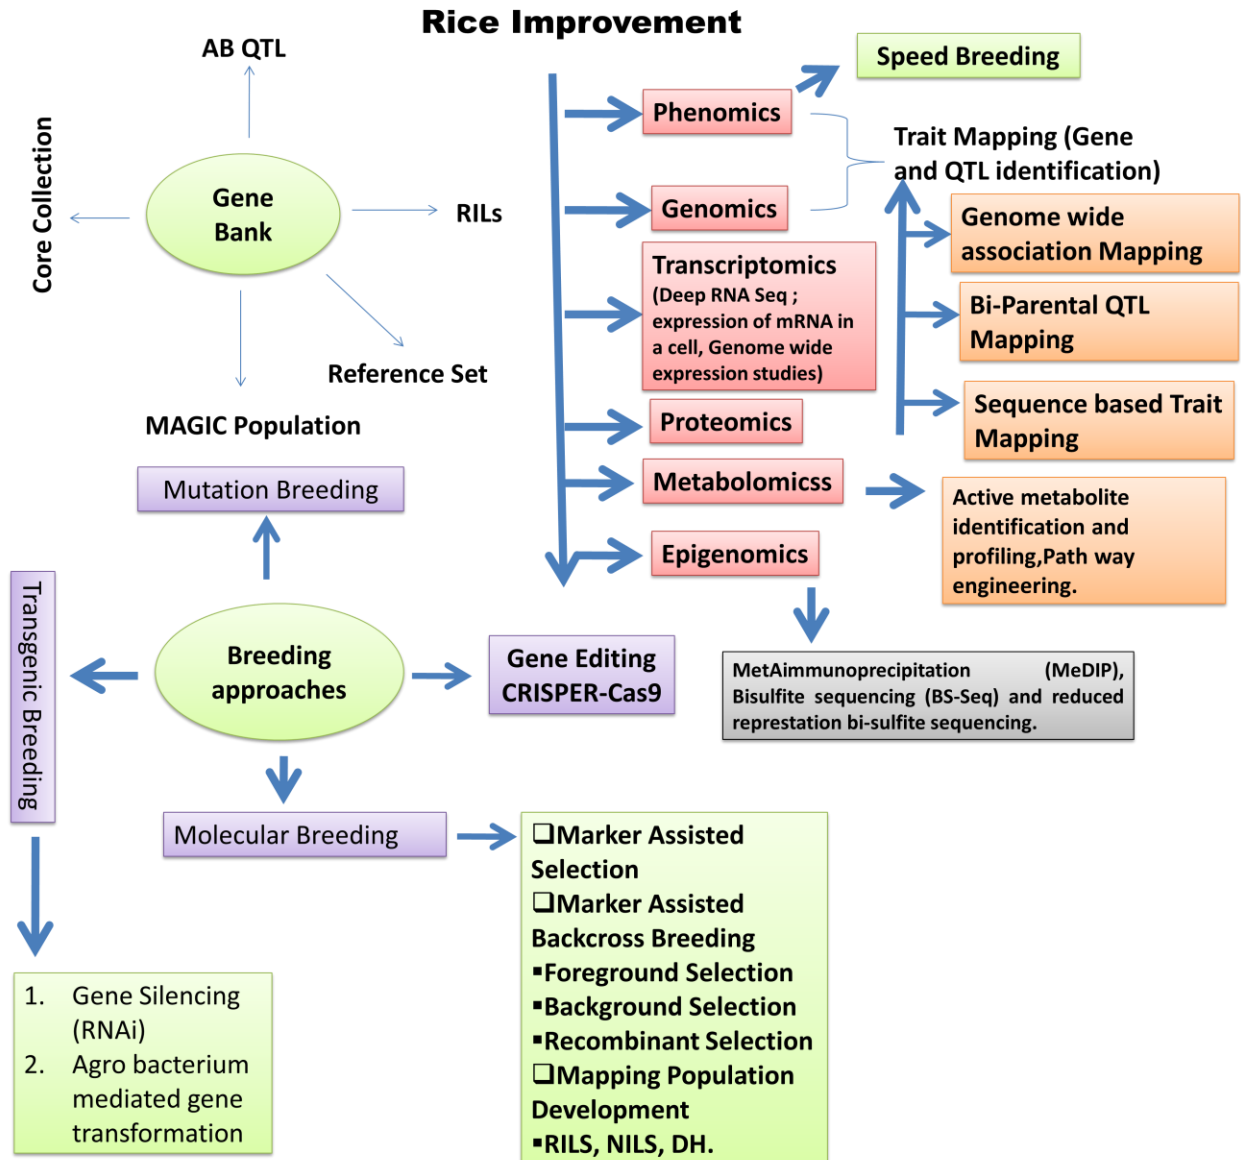 Rice Improvement
AB QTL
Core Collection
Gene
Bank
RILs
Reference Set
MAGIC Population
Speed Breeding
Phenomics
Trait Mapping (Gene
and QTL identification)
Genomics
Genome wide
association Mapping
Transcriptomics
(Deep RNA Seq ;
expression of mRNA in
a cell, Genome wide
expression studies)
Bi-Parental QTL
Mapping
Sequence based Trait
Mapping
Proteomics
Metabolomicss
Active metabolite
identification and
profiling,Path way
engineering.
Epigenomics
MetAimmunoprecipitation (MeDIP),
Bisulfite sequencing (BS-Seq) and reduced
represtation bi-sulfite sequencing.
Mutation Breeding
Transgenic Breeding
Breeding
approaches
Gene Editing
CRISPER-Cas9
Molecular Breeding
❑Marker Assisted
Selection
❑Marker Assisted
Backcross Breeding
▪Foreground Selection
▪Background Selection
▪Recombinant Selection
❑Mapping Population
Development
▪RILS, NILS, DH.
1. Gene Silencing
(RNAi)
2. Agro bacterium
mediated gene
transformation